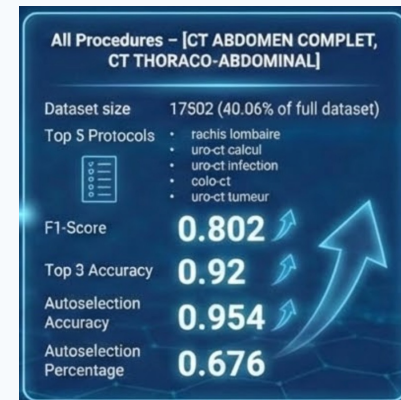 All Procedures – [CT ABDOMEN COMPLET,
CT THORACO-ABDOMINAL]
Dataset size 17502 (40.06% of full dataset)
Top 5 Protocols • rachis lombaire
• uro-ct calcul
• uro-ct infection
• colo-ct
• uro-ct tumeur
F1-Score 0.802
Top 3 Accuracy 0.92
Autoselection
Accuracy 0.954
Autoselection
Percentage 0.676